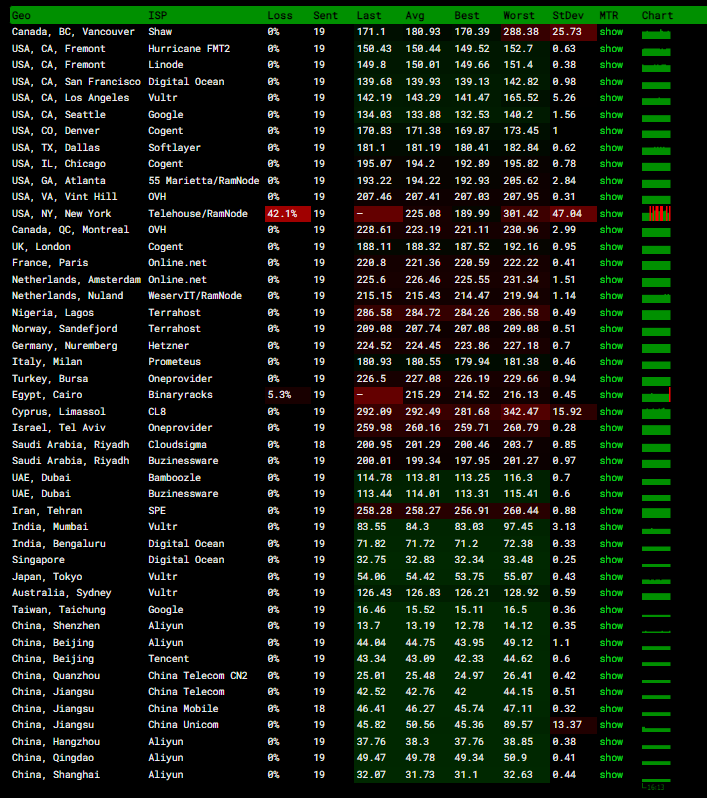 Geo ISP Loss Sent Last Avg Best Worst StDev MTR Chart
Canada, BC, Vancouver Shaw 0% 19 171.1 180.93 170.39 288.38 25.73 show
USA, CA, Fremont Hurricane FMT2 0% 19 150.43 150.44 149.52 152.7 0.63 show
USA, CA, Fremont Linode 0% 19 149.8 150.01 149.66 151.4 0.38 show
USA, CA, San Francisco Digital Ocean 0% 19 139.68 139.93 139.13 142.82 0.98 show
USA, CA, Los Angeles Vultr 0% 19 142.19 143.29 141.47 165.52 5.26 show
USA, CA, Seattle Google 0% 19 134.03 133.88 132.53 140.2 1.56 show
USA, CO, Denver Cogent 0% 19 170.83 171.38 169.87 173.45 1 show
USA, TX, Dallas Softlayer 0% 19 181.1 181.19 180.41 182.84 0.62 show
USA, IL, Chicago Cogent 0% 19 195.07 194.2 192.89 195.82 0.78 show
USA, GA, Atlanta 55 Marietta/RamNode 0% 19 193.22 194.22 192.93 205.62 2.84 show
USA, VA, Vint Hill OVH 0% 19 207.46 207.41 207.03 207.95 0.31 show
USA, NY, New York Telehouse/RamNode 42.1% 19 – 225.08 189.99 301.42 47.04 show
Canada, QC, Montreal OVH 0% 19 228.61 223.19 221.11 230.96 2.99 show
UK, London Cogent 0% 19 188.11 188.32 187.52 192.16 0.95 show
France, Paris Online.net 0% 19 220.8 221.36 220.59 222.22 0.41 show
Netherlands, Amsterdam Online.net 0% 19 225.6 226.46 225.55 231.34 1.51 show
Netherlands, Nuland WeservIT/RamNode 0% 19 215.15 215.43 214.47 219.94 1.14 show
Nigeria, Lagos Terrahost 0% 19 286.58 284.72 284.26 286.58 0.49 show
Norway, Sandefjord Terrahost 0% 19 209.08 207.74 207.08 209.08 0.51 show
Germany, Nuremberg Hetzner 0% 19 224.52 224.45 223.86 227.18 0.7 show
Italy, Milan Prometeus 0% 19 180.93 180.55 179.94 181.38 0.46 show
Turkey, Bursa Oneprovider 0% 19 226.5 227.08 226.19 229.66 0.94 show
Egypt, Cairo Binaryracks 5.3% 19 – 215.29 214.52 216.13 0.45 show
Cyprus, Limassol CL8 0% 19 292.09 292.49 281.68 342.47 15.92 show
Israel, Tel Aviv Oneprovider 0% 19 259.98 260.16 259.71 260.79 0.28 show
Saudi Arabia, Riyadh Cloudsigma 0% 18 200.95 201.29 200.46 203.7 0.85 show
Saudi Arabia, Riyadh Buzinessware 0% 19 200.01 199.34 197.95 201.27 0.97 show
UAE, Dubai Bamboozle 0% 19 114.78 113.81 113.25 116.3 0.7 show
UAE, Dubai Buzinessware 0% 19 113.44 114.01 113.31 115.41 0.6 show
Iran, Tehran SPE 0% 19 258.28 258.27 256.91 260.44 0.88 show
India, Mumbai Vultr 0% 19 83.55 84.3 83.03 97.45 3.13 show
India, Bengaluru Digital Ocean 0% 19 71.82 71.72 71.2 72.38 0.33 show
Singapore Digital Ocean 0% 19 32.75 32.83 32.34 33.48 0.25 show
Japan, Tokyo Vultr 0% 19 54.06 54.42 53.75 55.07 0.43 show
Australia, Sydney Vultr 0% 19 126.43 126.83 126.21 128.92 0.59 show
Taiwan, Taichung Google 0% 19 16.46 15.52 15.11 16.5 0.36 show
China, Shenzhen Aliyun 0% 19 13.7 13.19 12.78 14.12 0.35 show
China, Beijing Aliyun 0% 19 44.04 44.75 43.95 49.12 1.1 show
China, Beijing Tencent 0% 19 43.34 43.09 42.33 44.62 0.6 show
China, Quanzhou China Telecom CN2 0% 19 25.01 25.48 24.97 26.41 0.42 show
China, Jiangsu China Telecom 0% 19 42.52 42.76 42 44.15 0.51 show
China, Jiangsu China Mobile 0% 18 46.41 46.27 45.74 47.11 0.32 show
China, Jiangsu China Unicom 0% 19 45.82 50.56 45.36 89.57 13.37 show
China, Hangzhou Aliyun 0% 19 37.76 38.3 37.76 38.85 0.38 show
China, Qingdao Aliyun 0% 19 49.47 49.78 49.34 50.9 0.41 show
China, Shanghai Aliyun 0% 19 32.07 31.73 31.1 32.63 0.44 show
16:13